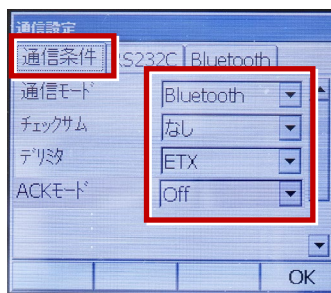 通信設定
通信条件 RS232C Bluetooth
通信モード Bluetooth
チェックサム なし
デリミタ ETX
ACKモード Off
OK